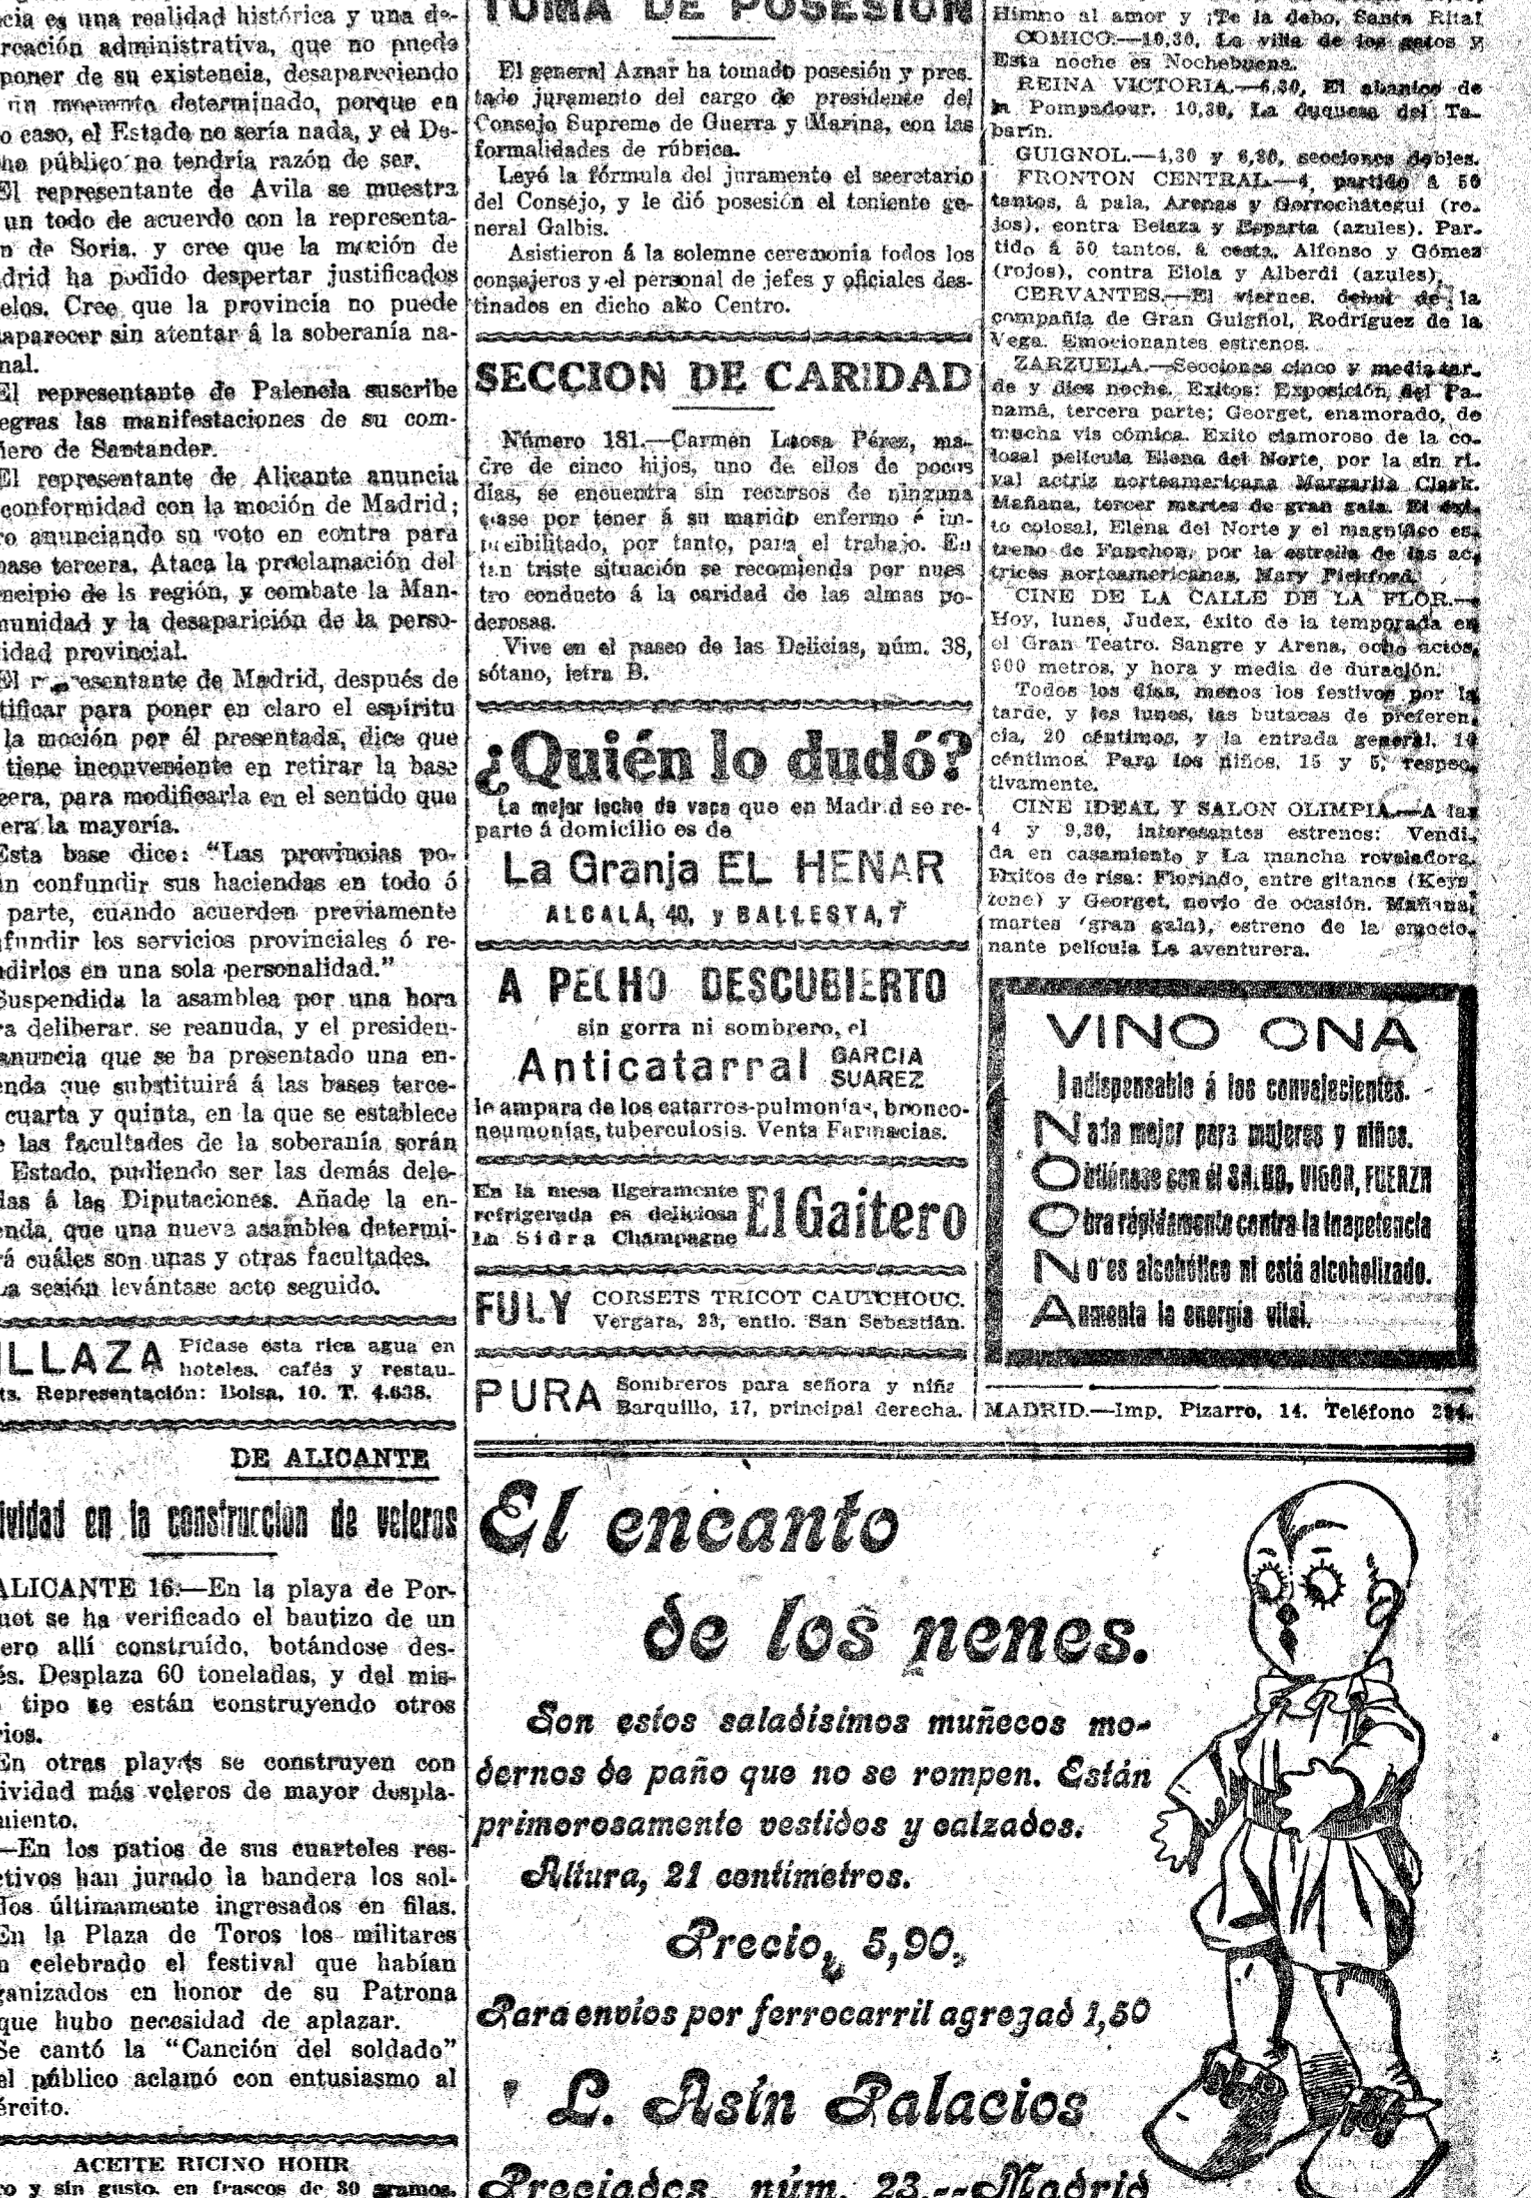 cia es una realidad histórica y una de-
rcación administrativa, que no puede
poner de su existencia, desapareciendo
un momento determinado, porque en
o caso, el Estado no sería nada, y el De-
ho público no tendría razón de ser.
El representante de Avila se muestra
un todo de acuerdo con la representa-
n de Soria, y cree que la moción de
drid ha podido despertar justificados
elos. Cree que la provincia no puede
aparecer sin atentar á la soberanía na-
nal.
El representante de Palencia suscribe
egras las manifestaciones de su com-
ñero de Santander.
El representante de Alicante anuncia
conformidad con la moción de Madrid;
ro anunciando su voto en contra para
base tercera. Ataca la proclamación del
ncipio de la región, y combate la Man-
munidad y la desaparición de la perso-
idad provincial.
El representante de Madrid, después de
tificar para poner en claro el espíritu
la moción por él presentada, dice que
tiene inconveniente en retirar la base
cera, para modificarla en el sentido que
era la mayoría.
Esta base dice: "Las provincias po-
n confundir sus haciendas en todo ó
parte, cuando acuerden previamente
fundir los servicios provinciales ó re-
dirlos en una sola personalidad."
Suspendida la asamblea por una hora
ra deliberar, se reanuda, y el presiden-
anuncia que se ha presentado una en-
enda que substituirá á las bases terce-
cuarta y quinta, en la que se establece
e las facultades de la soberanía serán
Estado, pudiendo ser las demás dele-
das á las Diputaciones. Añade la en-
enda, que una nueva asamblea determi-
rá cuáles son unas y otras facultades.
La sesión levántase acto seguido.
ILLAZA Pídase esta rica agua en
hoteles, cafés y restau-
ts. Representación: Bolsa, 10. T. 4.638.
DE ALICANTE
ividad en la construccion de veleros
ALICANTE 16.—En la playa de Por-
uet se ha verificado el bautizo de un
ero allí construído, botándose des-
és. Desplaza 60 toneladas, y del mis-
tipo se están construyendo otros
rios.
En otras playas se construyen con
ividad más veleros de mayor despla-
miento.
—En los patios de sus cuarteles res-
ctivos han jurado la bandera los sol-
dos últimamente ingresados en filas.
En la Plaza de Toros los militares
n celebrado el festival que habían
ganizados en honor de su Patrona
que hubo necesidad de aplazar.
Se cantó la "Canción del soldado"
el público aclamó con entusiasmo al
ército.
ACEITE RICINO HOHR
ro y sin gusto, en frascos de 30 gramos.
TOMA DE POSESION
El general Aznar ha tomado posesión y pres-
tado juramento del cargo de presidente del
Consejo Supremo de Guerra y Marina, con las
formalidades de rúbrica.
Leyó la fórmula del juramento el secretario
del Consejo, y le dió posesión el teniente ge-
neral Galbis.
Asistieron á la solemne ceremonia todos los
consejeros y el personal de jefes y oficiales des-
tinados en dicho alto Centro.
SECCION DE CARIDAD
Número 181.—Carmen Laosa Pérez, ma-
dre de cinco hijos, uno de ellos de pocos
días, se encuentra sin recursos de ninguna
clase por tener á su marido enfermo é im-
posibilitado, por tanto, para el trabajo. En
tan triste situación se recomienda por nues
tro conducto á la caridad de las almas po-
derosas.
Vive en el paseo de las Delicias, núm. 38,
sótano, letra B.
¿Quién lo dudó?
La mejor leche de vaca que en Madrid se re-
parte á domicilio es de
La Granja EL HENAR
ALCALÁ, 40, y BALLESTA, 7
A PECHO DESCUBIERTO
sin gorra ni sombrero, el
Anticatarral GARCIA
SUAREZ
le ampara de los catarros-pulmonías, bronco-
neumonías, tuberculosis. Venta Farmacias.
En la mesa ligeramente
refrigerada es deliciosa
la Sidra Champagne El Gaitero
FULY CORSETS TRICOT CAUTCHOUC.
Vergara, 23, entlo. San Sebastián.
PURA Sombreros para señora y niña
Barquillo, 17, principal derecha.
Himno al amor y ¡Te la debo, Santa Rita!
COMICO.—10,30, La villa de los gatos y
Esta noche es Nochebuena.
REINA VICTORIA.—6,30, El abanico de
la Pompadour. 10,30, La duquesa del Ta-
barín.
GUIGNOL.—4,30 y 6,30, secciones dobles.
FRONTON CENTRAL.—4, partido á 50
tantos, á pala, Arenas y Gorrochátegui (ro-
jos), contra Belaza y Esparta (azules). Par-
tido á 50 tantos, á cesta, Alfonso y Gómez
(rojos), contra Elola y Alberdi (azules).
CERVANTES.—El viernes, debut de la
compañía de Gran Guigñol, Rodríguez de la
Vega. Emocionantes estrenos.
ZARZUELA.—Secciones cinco y media tar-
de y diez noche. Exitos: Exposición del Pa-
namá, tercera parte; Georget, enamorado, de
mucha vis cómica. Exito clamoroso de la co-
losal película Elena del Norte, por la sin ri-
val actriz norteamericana Margarita Clark.
Mañana, tercer martes de gran gala. El éxi-
to colosal, Elena del Norte y el magnífico es-
treno de Fanchon, por la estrella de las ac-
trices norteamericanas, Mary Pickford.
CINE DE LA CALLE DE LA FLOR.—
Hoy, lunes, Judex, éxito de la temporada en
el Gran Teatro. Sangre y Arena, ocho actos,
900 metros, y hora y media de duración.
Todos los días, menos los festivos por la
tarde, y los lunes, las butacas de preferen-
cia, 20 céntimos, y la entrada general, 10
céntimos. Para los niños, 15 y 5, respec-
tivamente.
CINE IDEAL Y SALON OLIMPIA.—A las
4 y 9,30, interesantes estrenos: Vendi-
da en casamiento y La mancha reveladora.
Exitos de risa: Florindo, entre gitanos (Keys
tone) y Georget, novio de ocasión. Mañana,
martes (gran gala), estreno de la emocio-
nante película La aventurera.
VINO ONA
Indispensable á los convalecientes.
Nada mejor para mujeres y niños.
Obtiénese con él SALUD, VIGOR, FUERZA
Obra rápidamente contra la inapetencia
No es alcohólico ni está alcoholizado.
Aumenta la energía vital.
MADRID.—Imp. Pizarro, 14. Teléfono
El encanto
de los nenes.
Son estos saladísimos muñecos mo-
dernos de paño que no se rompen. Están
primorosamente vestidos y calzados.
Altura, 21 centímetros.
Precio, 5,90.
Para envíos por ferrocarril agregad 1,50
L. Asín Palacios
Preciados, núm. 23.--Madrid